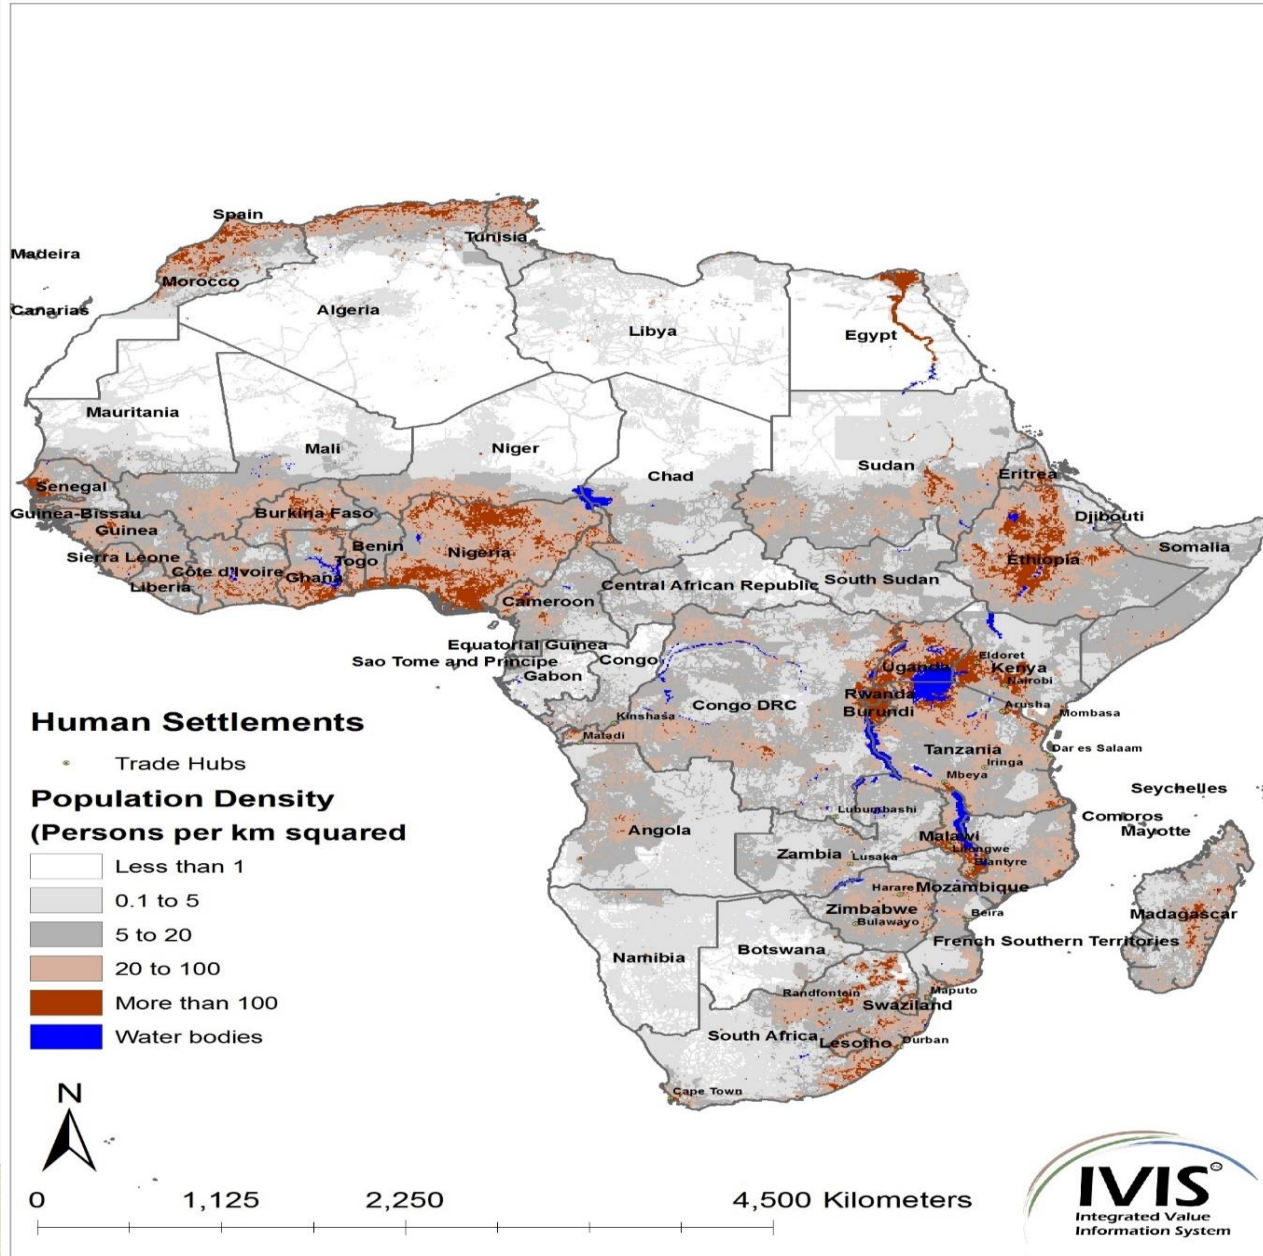 Spain
Madeira
Tunisia
Morocco
Canarias
Algeria
Libya
Egypt
Mauritania
Mali
Niger
Chad
Sudan
Eritrea
Senegal
Guinea-Bissau
Burkina Faso
Djibouti
Guinea
Benin
Nigeria
Somalia
Sierra Leone
Togo
Ethiopia
Côte d'Ivoire
Ghana
Liberia
Central African Republic
South Sudan
Cameroon
Equatorial Guinea
Eldoret
Sao Tome and Principe
Congo
Uganda
Kenya
Gabon
Nairobi
Rwanda
Congo DRC
Burundi
Arusha
Mombasa
Kinshasa
Matadi
Tanzania
Dar es Salaam
Iringa
Mbeya
Seychelles
Lubumbashi
Comoros
Mayotte
Angola
Malawi
Lilongwe
Zambia
Lusaka
Blantyre
Harare
Mozambique
Zimbabwe
Beira
Madagascar
Bulawayo
French Southern Territories
Botswana
Namibia
Randfontein
Maputo
Swaziland
South Africa
Lesotho
Durban
Cape Town
Human Settlements
Trade Hubs
Population Density
(Persons per km squared
Less than 1
0.1 to 5
5 to 20
20 to 100
More than 100
Water bodies
N
0 1,125 2,250 4,500 Kilometers
IVIS
Integrated Value
Information System